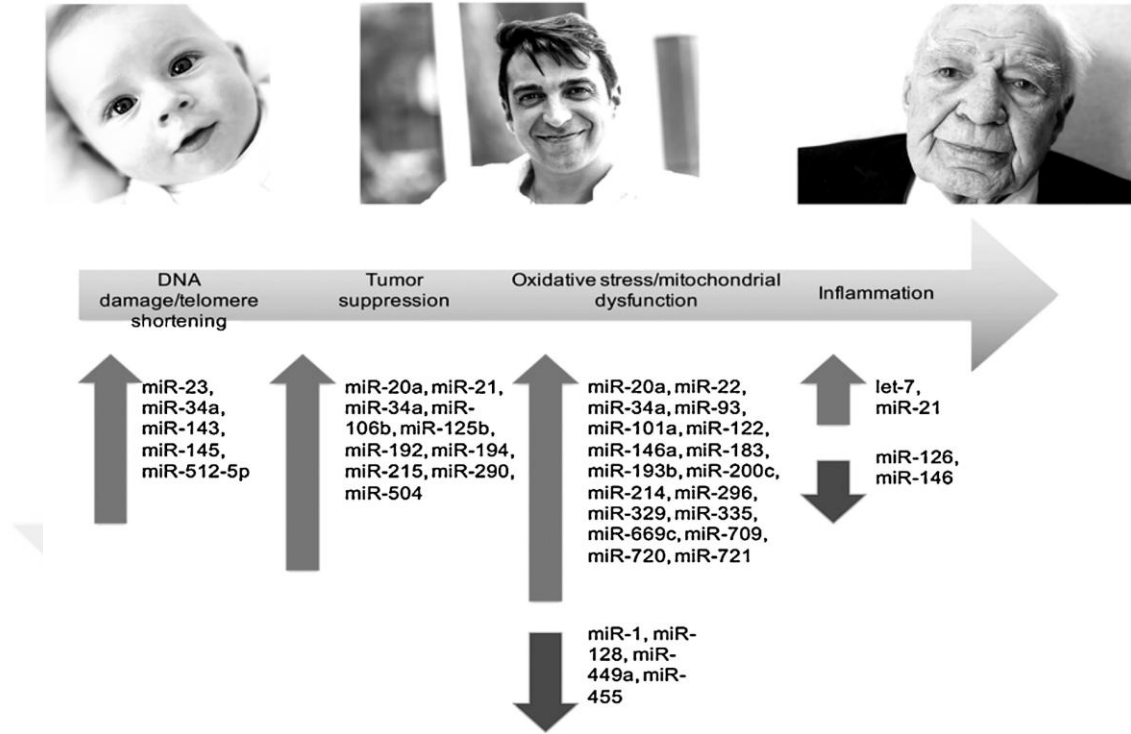 DNA
damage/telomere
shortening
Tumor
suppression
Oxidative stress/mitochondrial
dysfunction
Inflammation
miR-23,
miR-34a,
miR-143,
miR-145,
miR-512-5p
miR-20a, miR-21,
miR-34a, miR-
106b, miR-125b,
miR-192, miR-194,
miR-215, miR-290,
miR-504
miR-20a, miR-22,
miR-34a, miR-93,
miR-101a, miR-122,
miR-146a, miR-183,
miR-193b, miR-200c,
miR-214, miR-296,
miR-329, miR-335,
miR-669c, miR-709,
miR-720, miR-721
miR-1, miR-
128, miR-
449a, miR-
455
let-7,
miR-21
miR-126,
miR-146